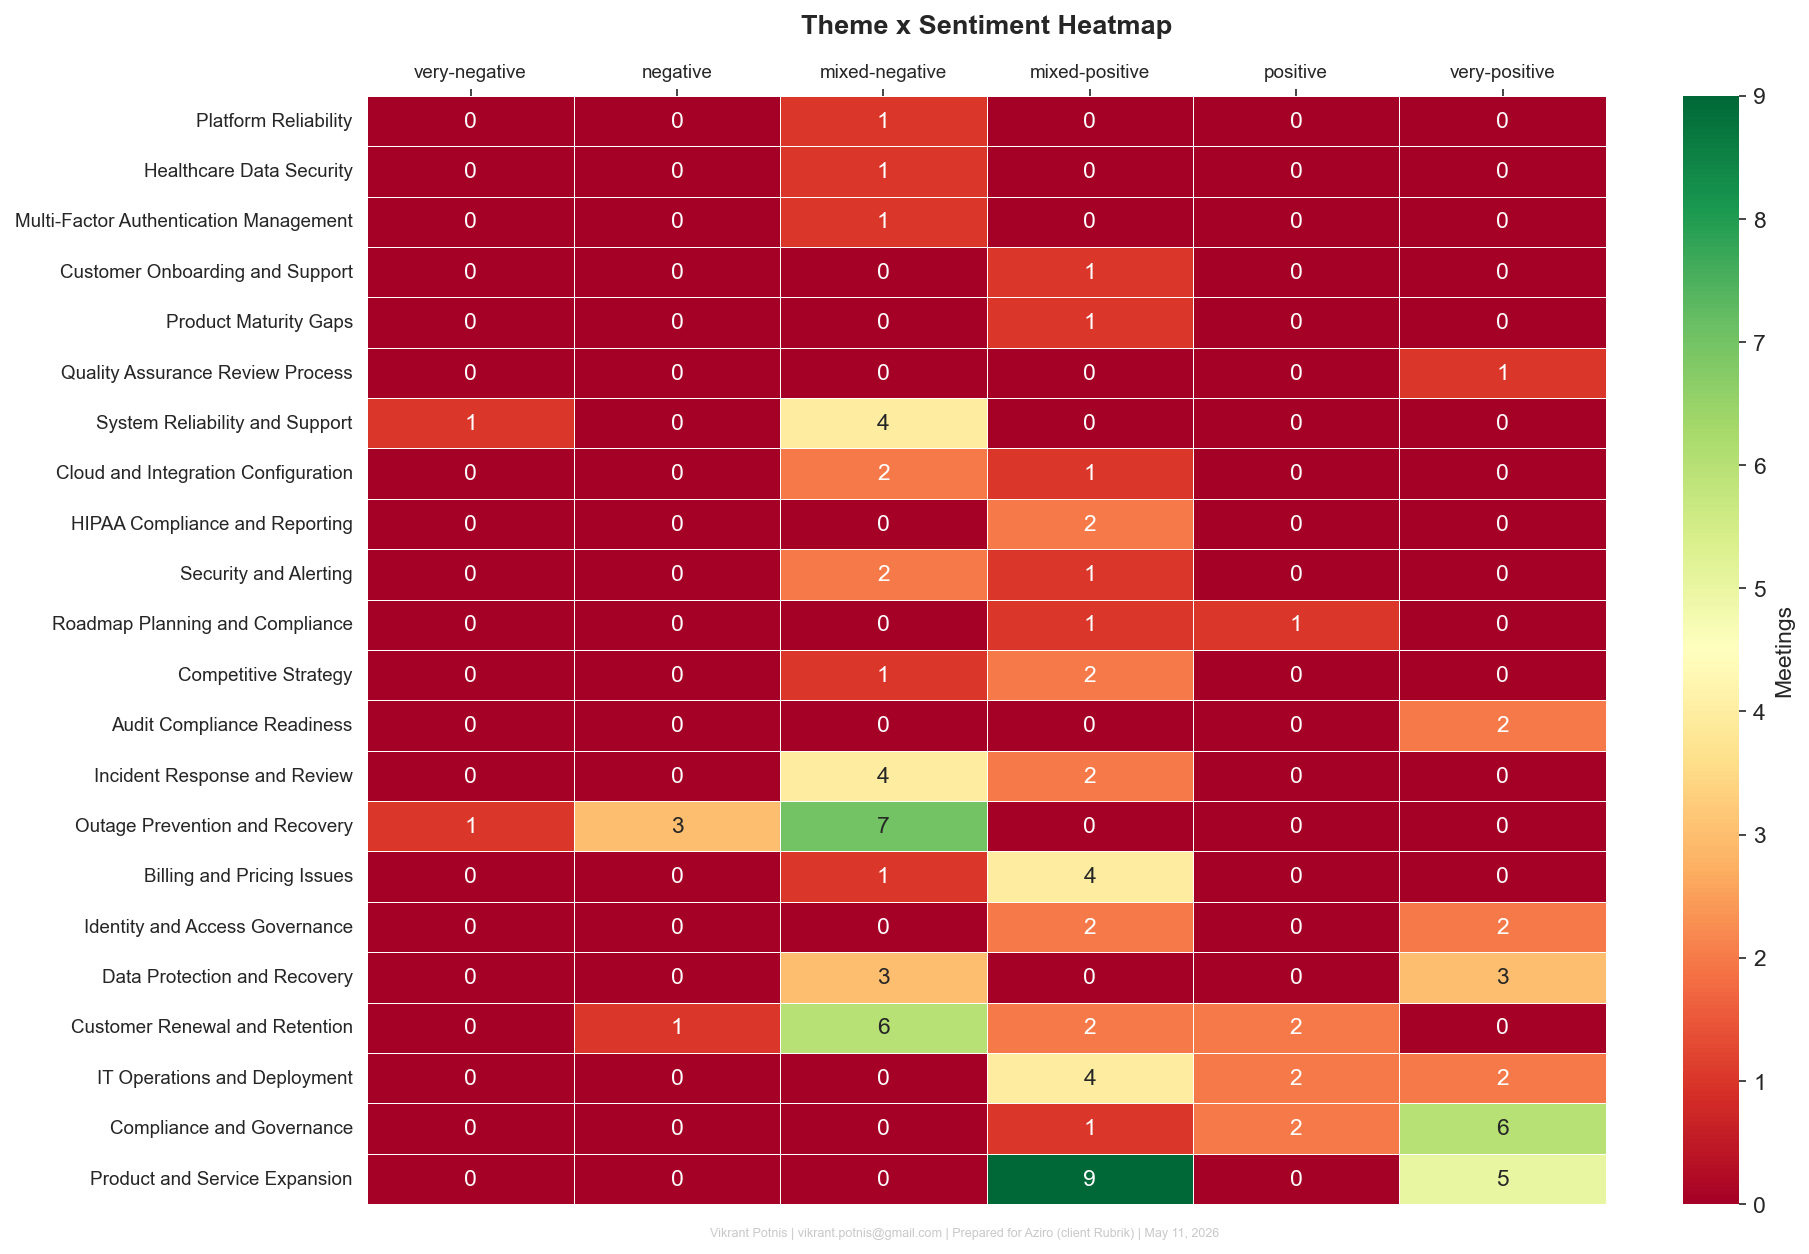 Theme x Sentiment Heatmap
very-negative negative mixed-negative mixed-positive positive very-positive
Platform Reliability 0 0 1 0 0 0
Healthcare Data Security 0 0 1 0 0 0
Multi-Factor Authentication Management 0 0 1 0 0 0
Customer Onboarding and Support 0 0 0 1 0 0
Product Maturity Gaps 0 0 0 1 0 0
Quality Assurance Review Process 0 0 0 0 0 1
System Reliability and Support 1 0 4 0 0 0
Cloud and Integration Configuration 0 0 2 1 0 0
HIPAA Compliance and Reporting 0 0 0 2 0 0
Security and Alerting 0 0 2 1 0 0
Roadmap Planning and Compliance 0 0 0 1 1 0
Competitive Strategy 0 0 1 2 0 0
Audit Compliance Readiness 0 0 0 0 0 2
Incident Response and Review 0 0 4 2 0 0
Outage Prevention and Recovery 1 3 7 0 0 0
Billing and Pricing Issues 0 0 1 4 0 0
Identity and Access Governance 0 0 0 2 0 2
Data Protection and Recovery 0 0 3 0 0 3
Customer Renewal and Retention 0 1 6 2 2 0
IT Operations and Deployment 0 0 0 4 2 2
Compliance and Governance 0 0 0 1 2 6
Product and Service Expansion 0 0 0 9 0 5
9
8
7
6
5
4
3
2
1
0
Meetings
Vikrant Potnis | vikrant.potnis@gmail.com | Prepared for Aziro (client Rubrik) | May 11, 2026